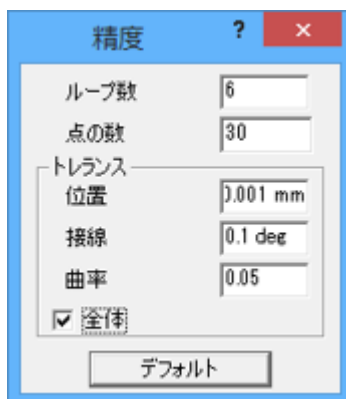 精度 ? ×
ループ数 6
点の数 30
トレランス
位置 0.001 mm
接線 0.1 deg
曲率 0.05
全体
デフォルト